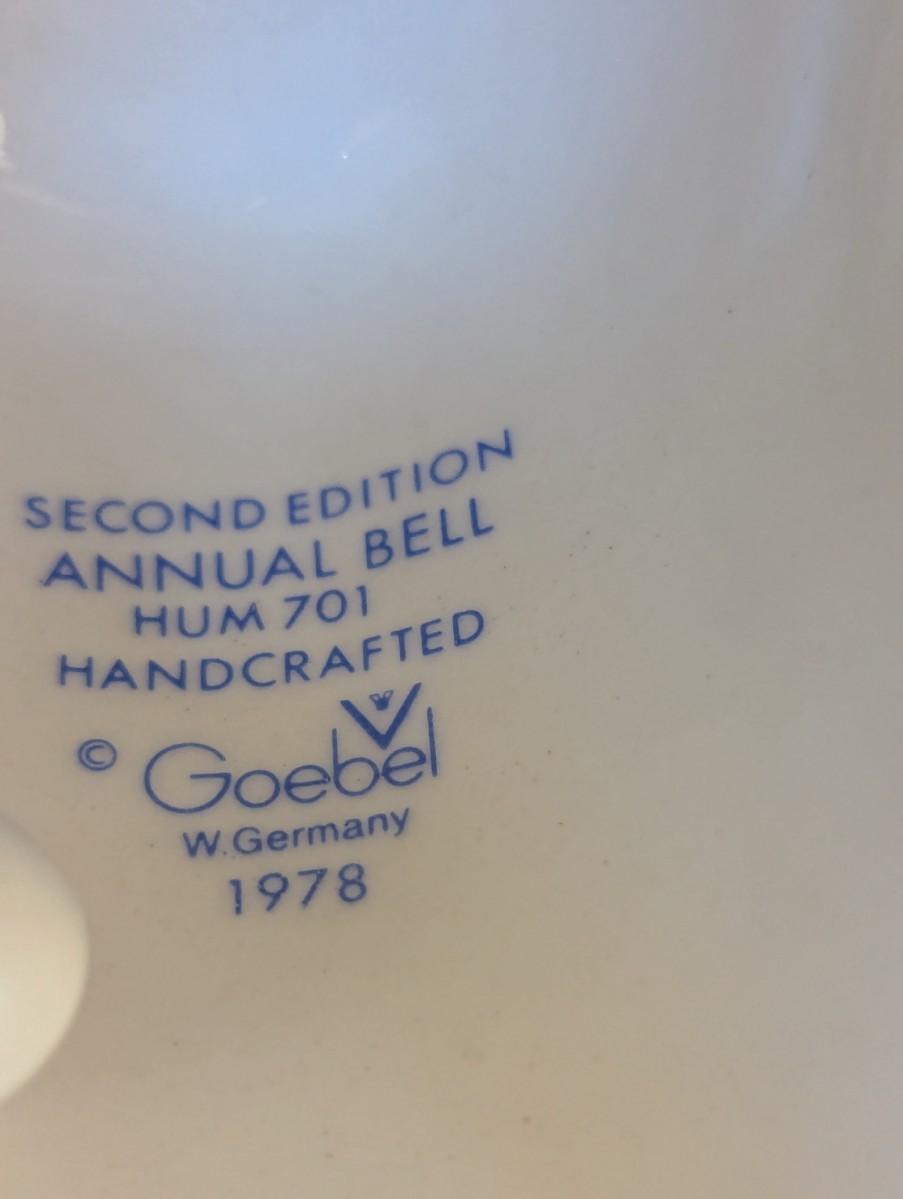 SECOND EDITION
ANNUAL BELL
HUM 701
HANDCRAFTED
© Goebel
W.Germany
1978